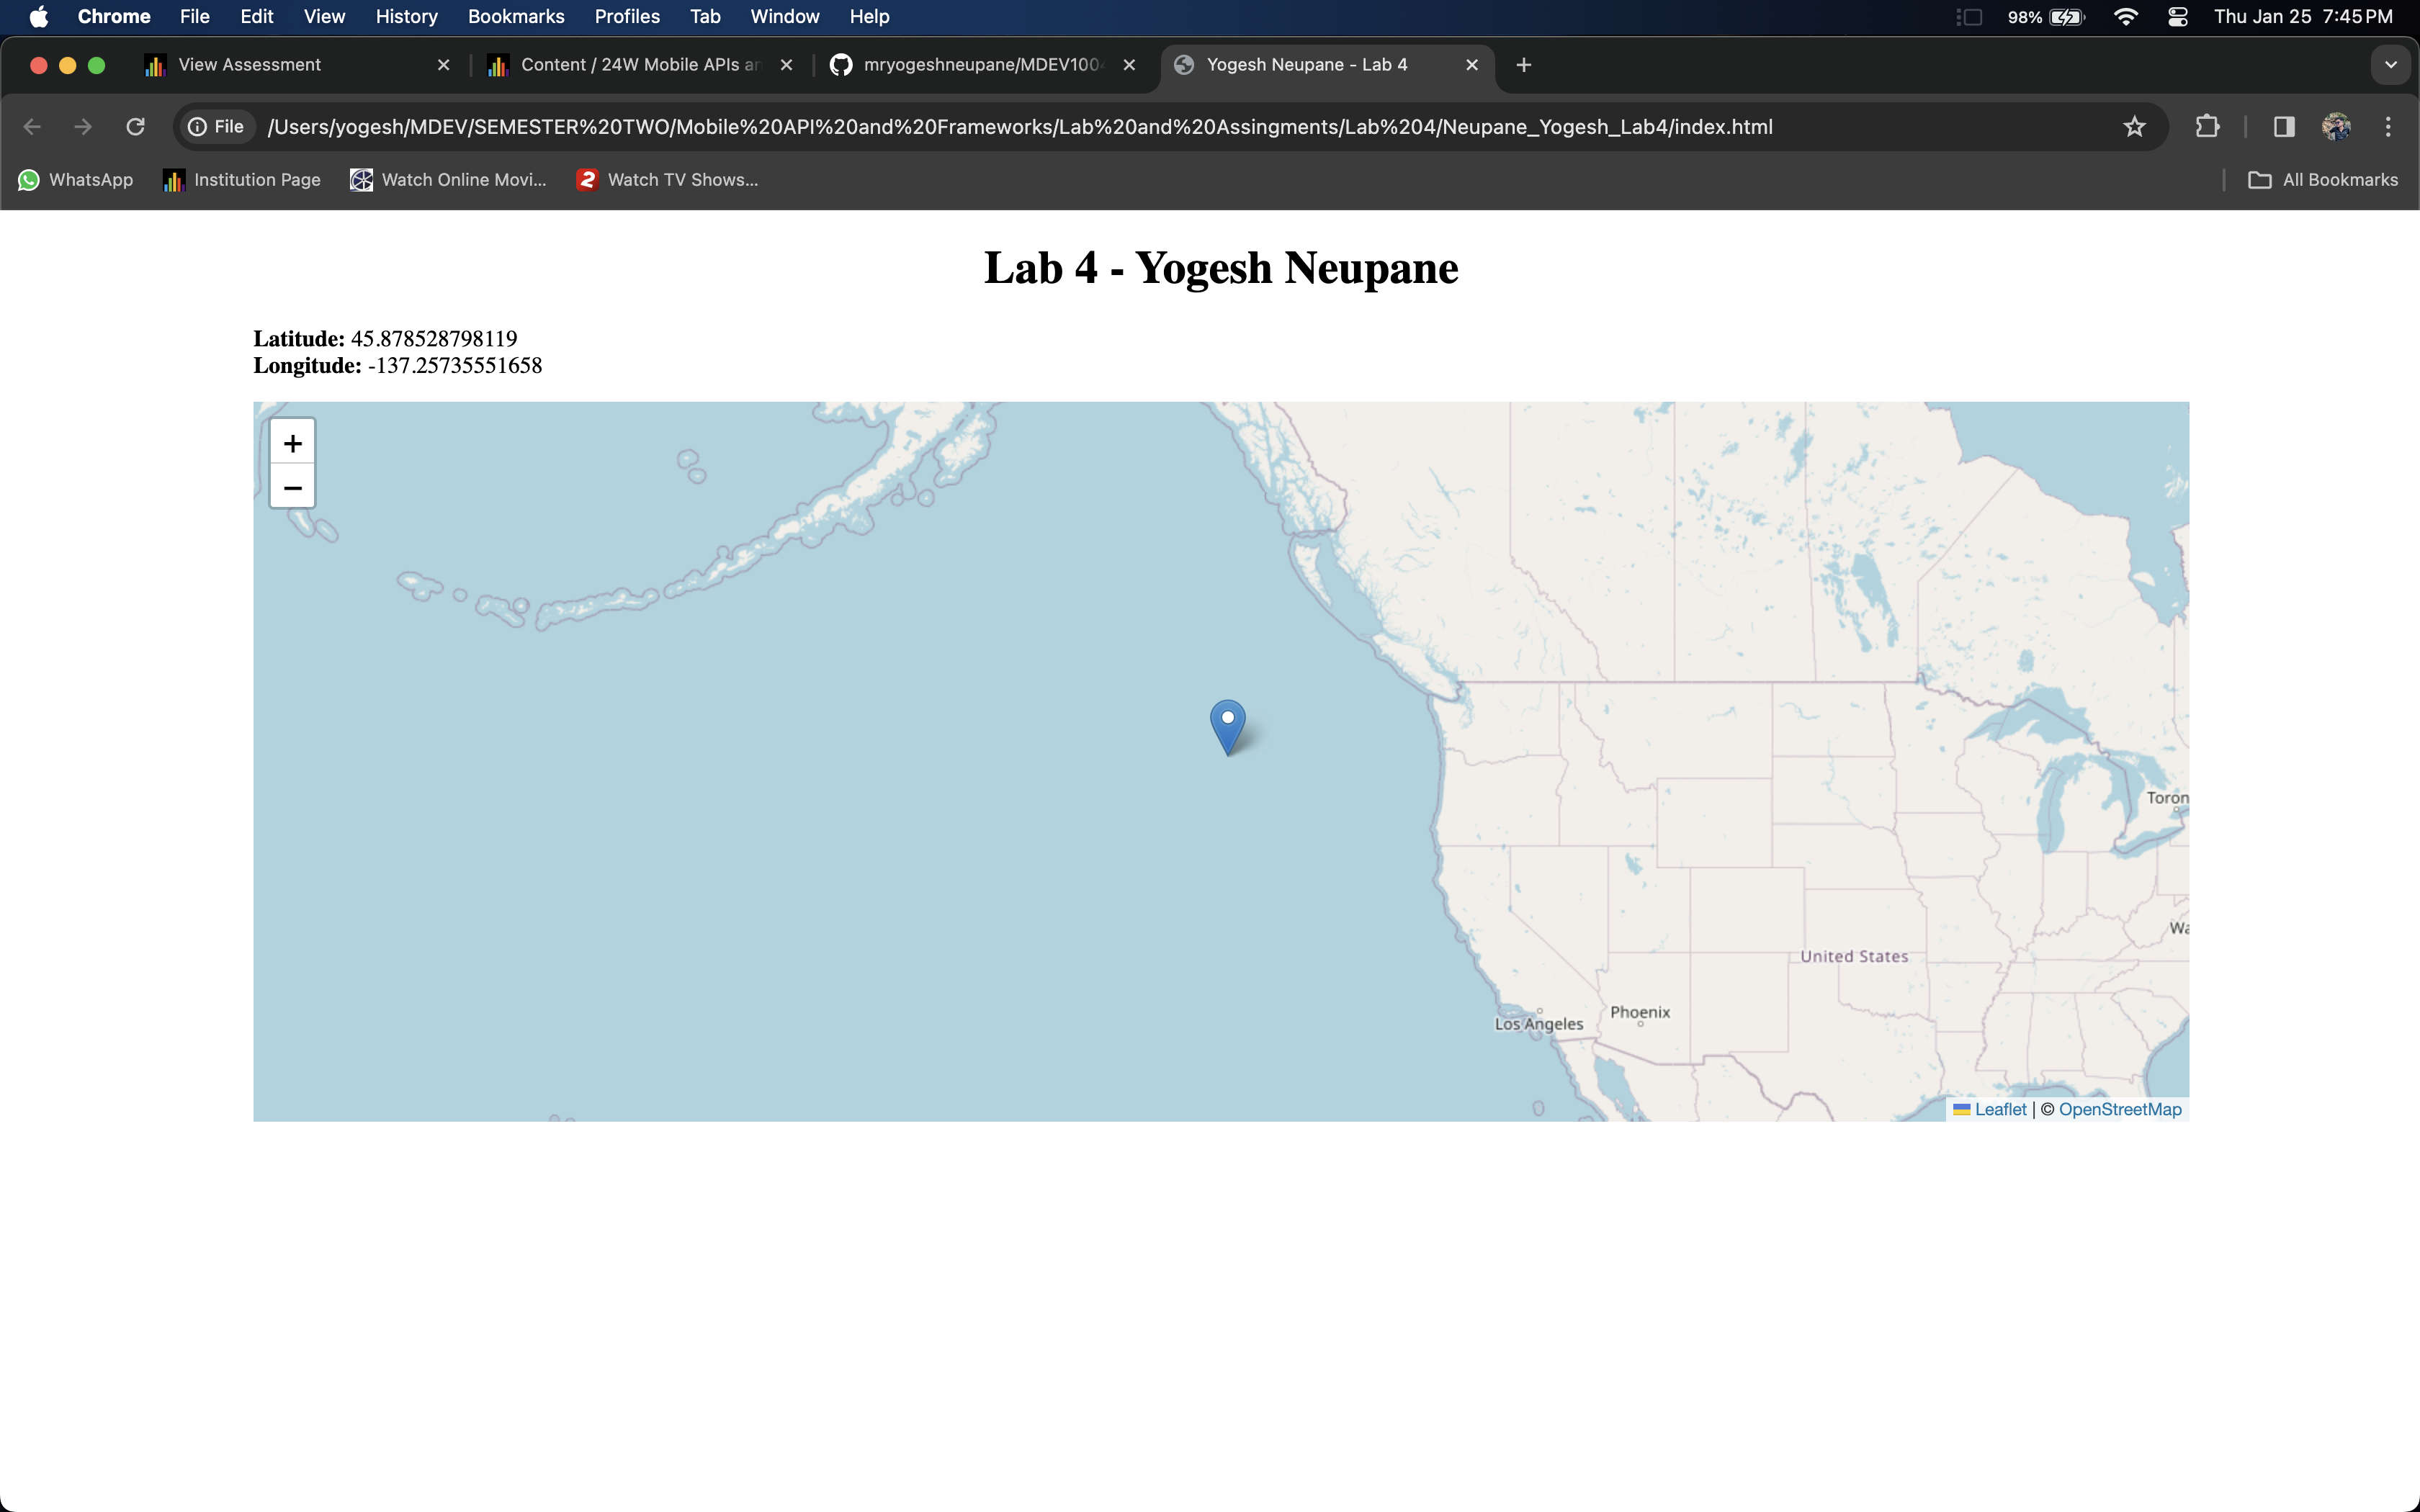 Chrome File Edit View History Bookmarks Profiles Tab Window Help 98% Thu Jan 25 7:45 PM
View Assessment Content / 24W Mobile APIs an mryogeshneupane/MDEV100 Yogesh Neupane - Lab 4
File /Users/yogesh/MDEV/SEMESTER%20TWO/Mobile%20API%20and%20Frameworks/Lab%20and%20Assingments/Lab%204/Neupane_Yogesh_Lab4/index.html
WhatsApp Institution Page Watch Online Movi... 2 Watch TV Shows... All Bookmarks
Lab 4 - Yogesh Neupane
Latitude: 45.878528798119
Longitude: -137.25735551658
+
−
Toron
Wa
United States
Phoenix
Los Angeles
Leaflet | © OpenStreetMap